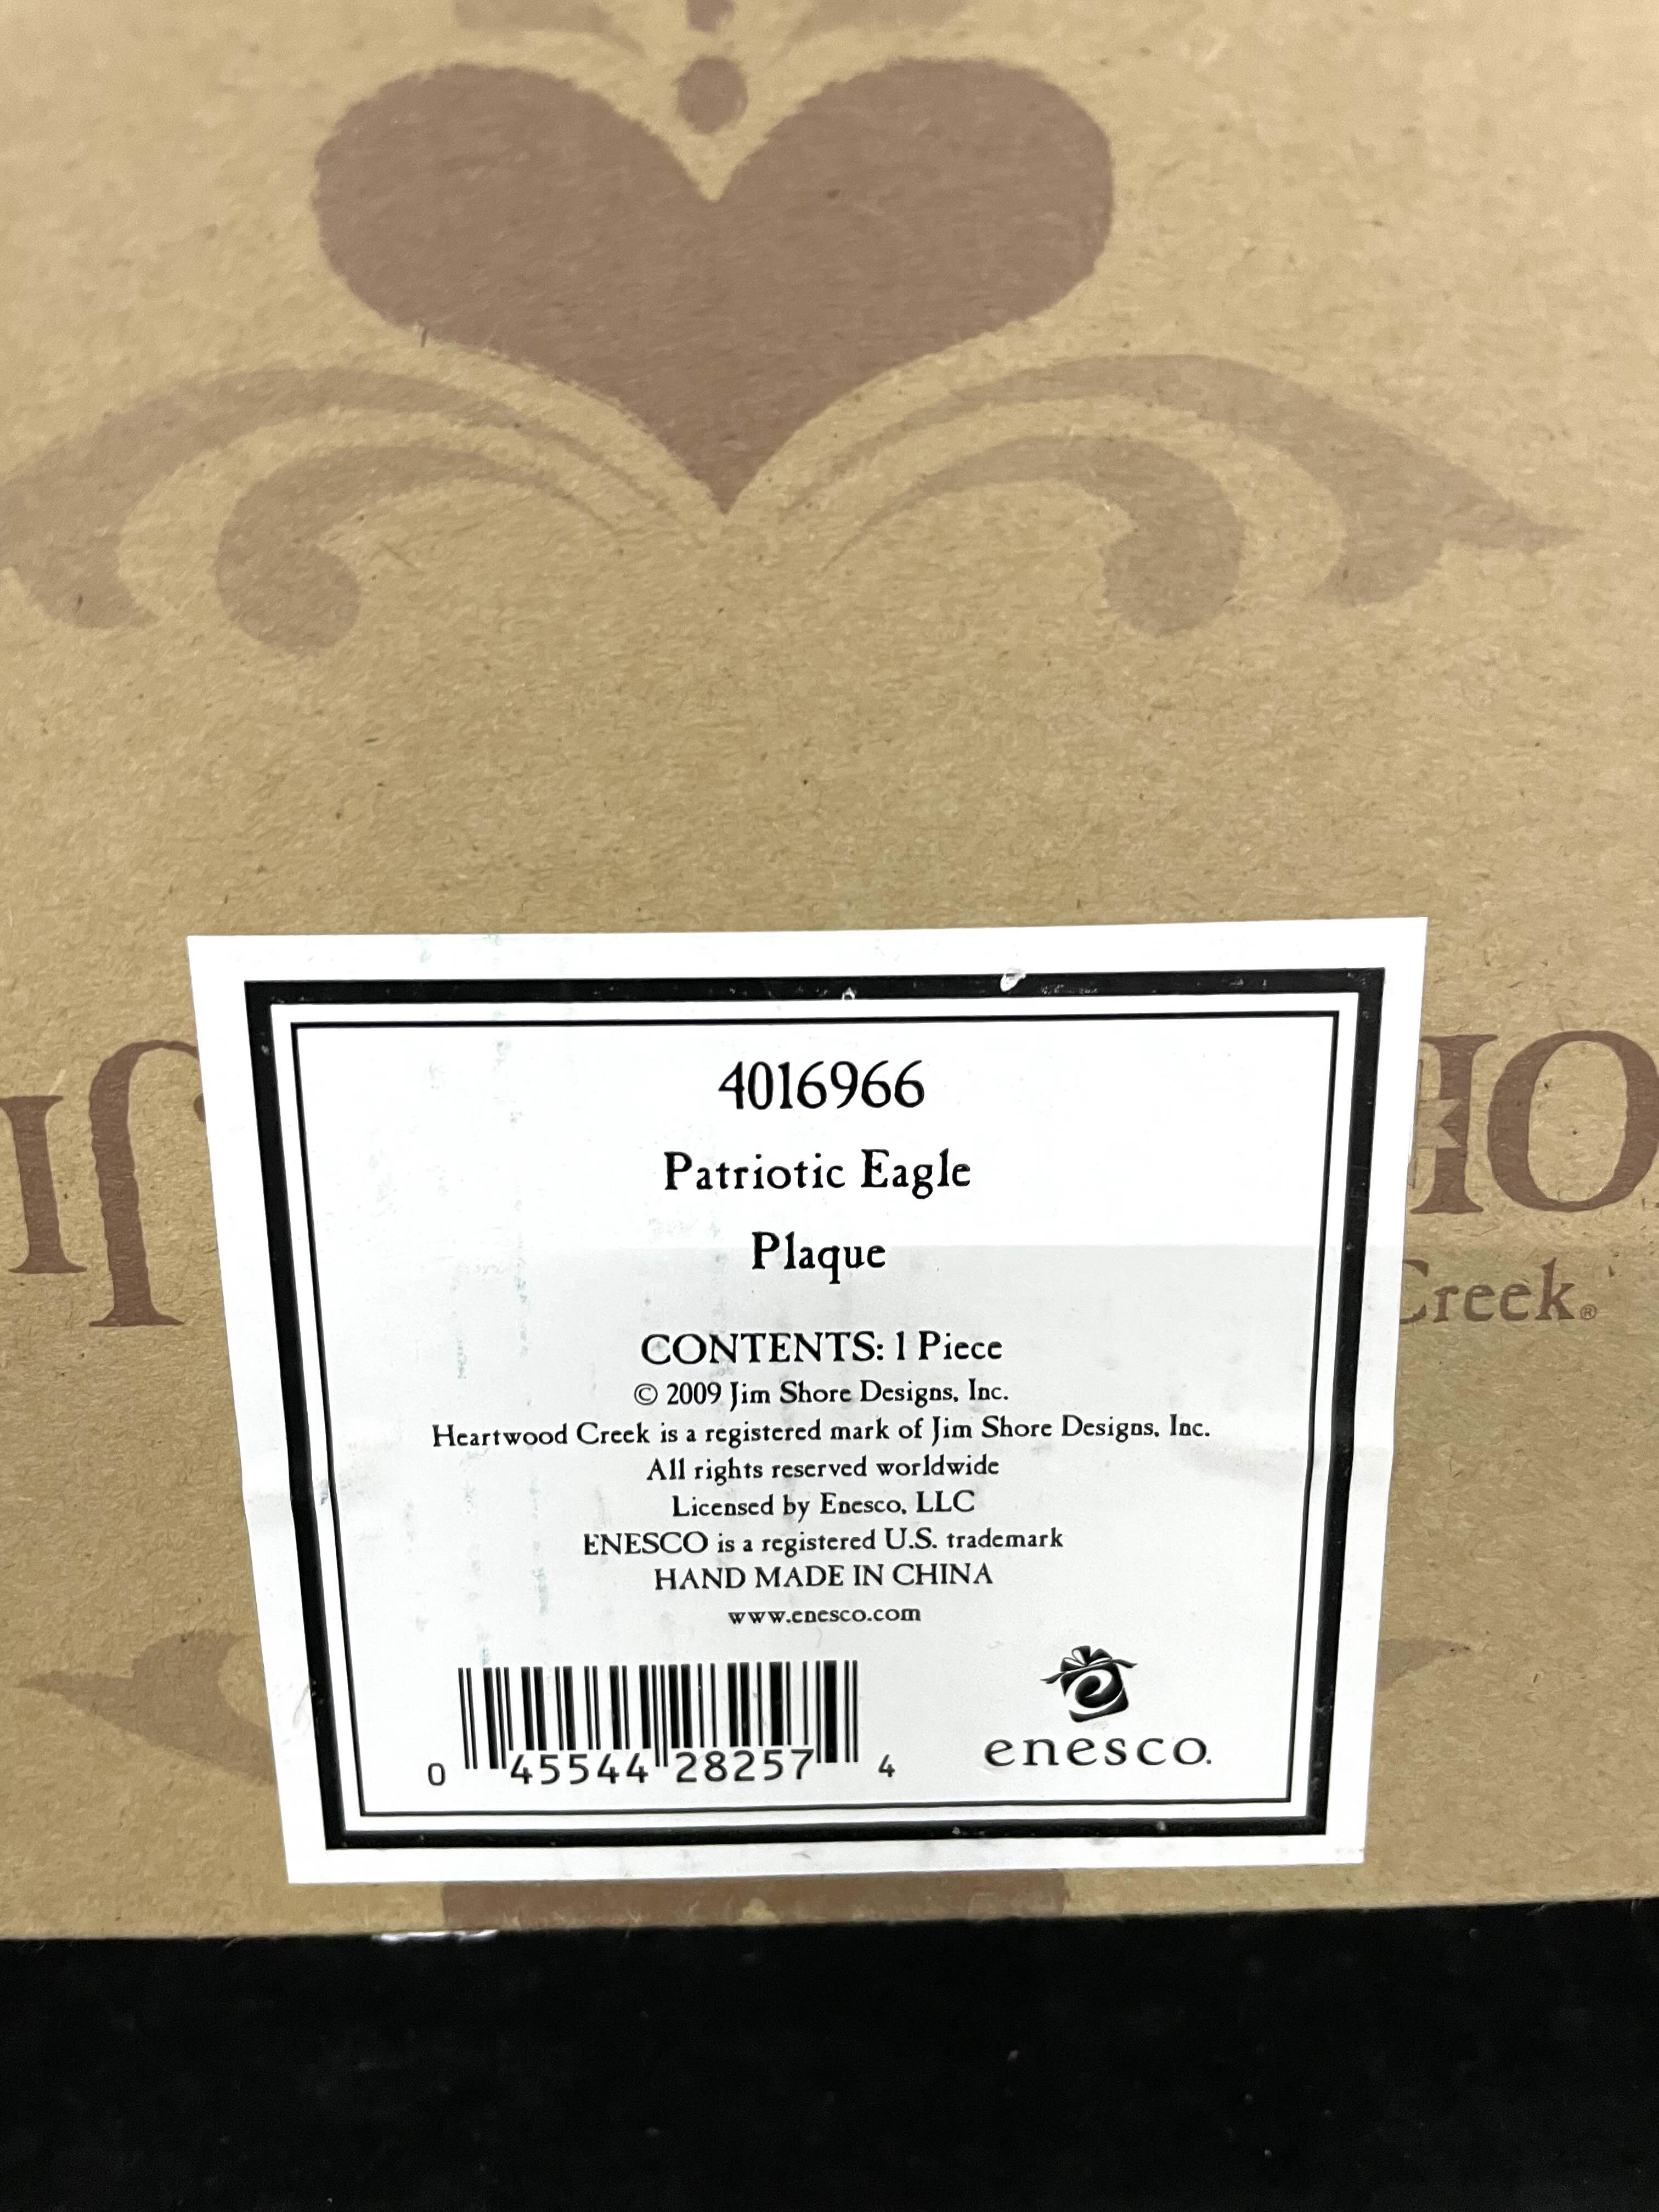 4016966
Patriotic Eagle
Plaque
CONTENTS: 1 Piece
© 2009 Jim Shore Designs, Inc.
Heartwood Creek is a registered mark of Jim Shore Designs, Inc.
All rights reserved worldwide
Licensed by Enesco, LLC
ENESCO is a registered U.S. trademark
HAND MADE IN CHINA
www.enesco.com
0 45544 28257 4
enesco.
Creek®